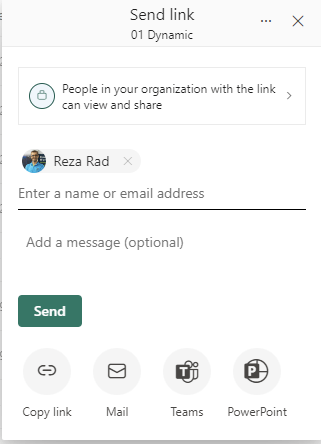 Send link
01 Dynamic
People in your organization with the link
can view and share
Reza Rad
Enter a name or email address
Add a message (optional)
Send
Copy link
Mail
Teams
PowerPoint